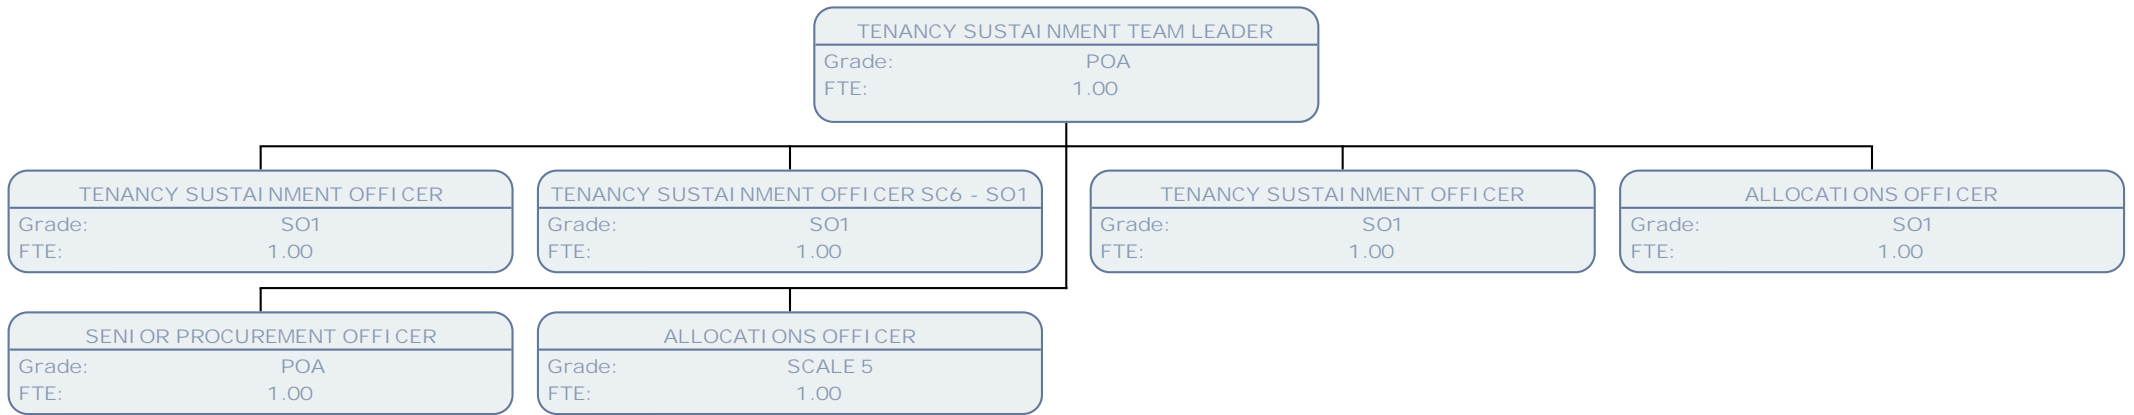 TENANCY SUSTAINMENT TEAM LEADER
Grade: POA
FTE: 1.00
TENANCY SUSTAINMENT OFFICER
Grade: SO1
FTE: 1.00
TENANCY SUSTAINMENT OFFICER SC6 - SO1
Grade: SO1
FTE: 1.00
TENANCY SUSTAINMENT OFFICER
Grade: SO1
FTE: 1.00
ALLOCATIONS OFFICER
Grade: SO1
FTE: 1.00
SENIOR PROCUREMENT OFFICER
Grade: POA
FTE: 1.00
ALLOCATIONS OFFICER
Grade: SCALE 5
FTE: 1.00